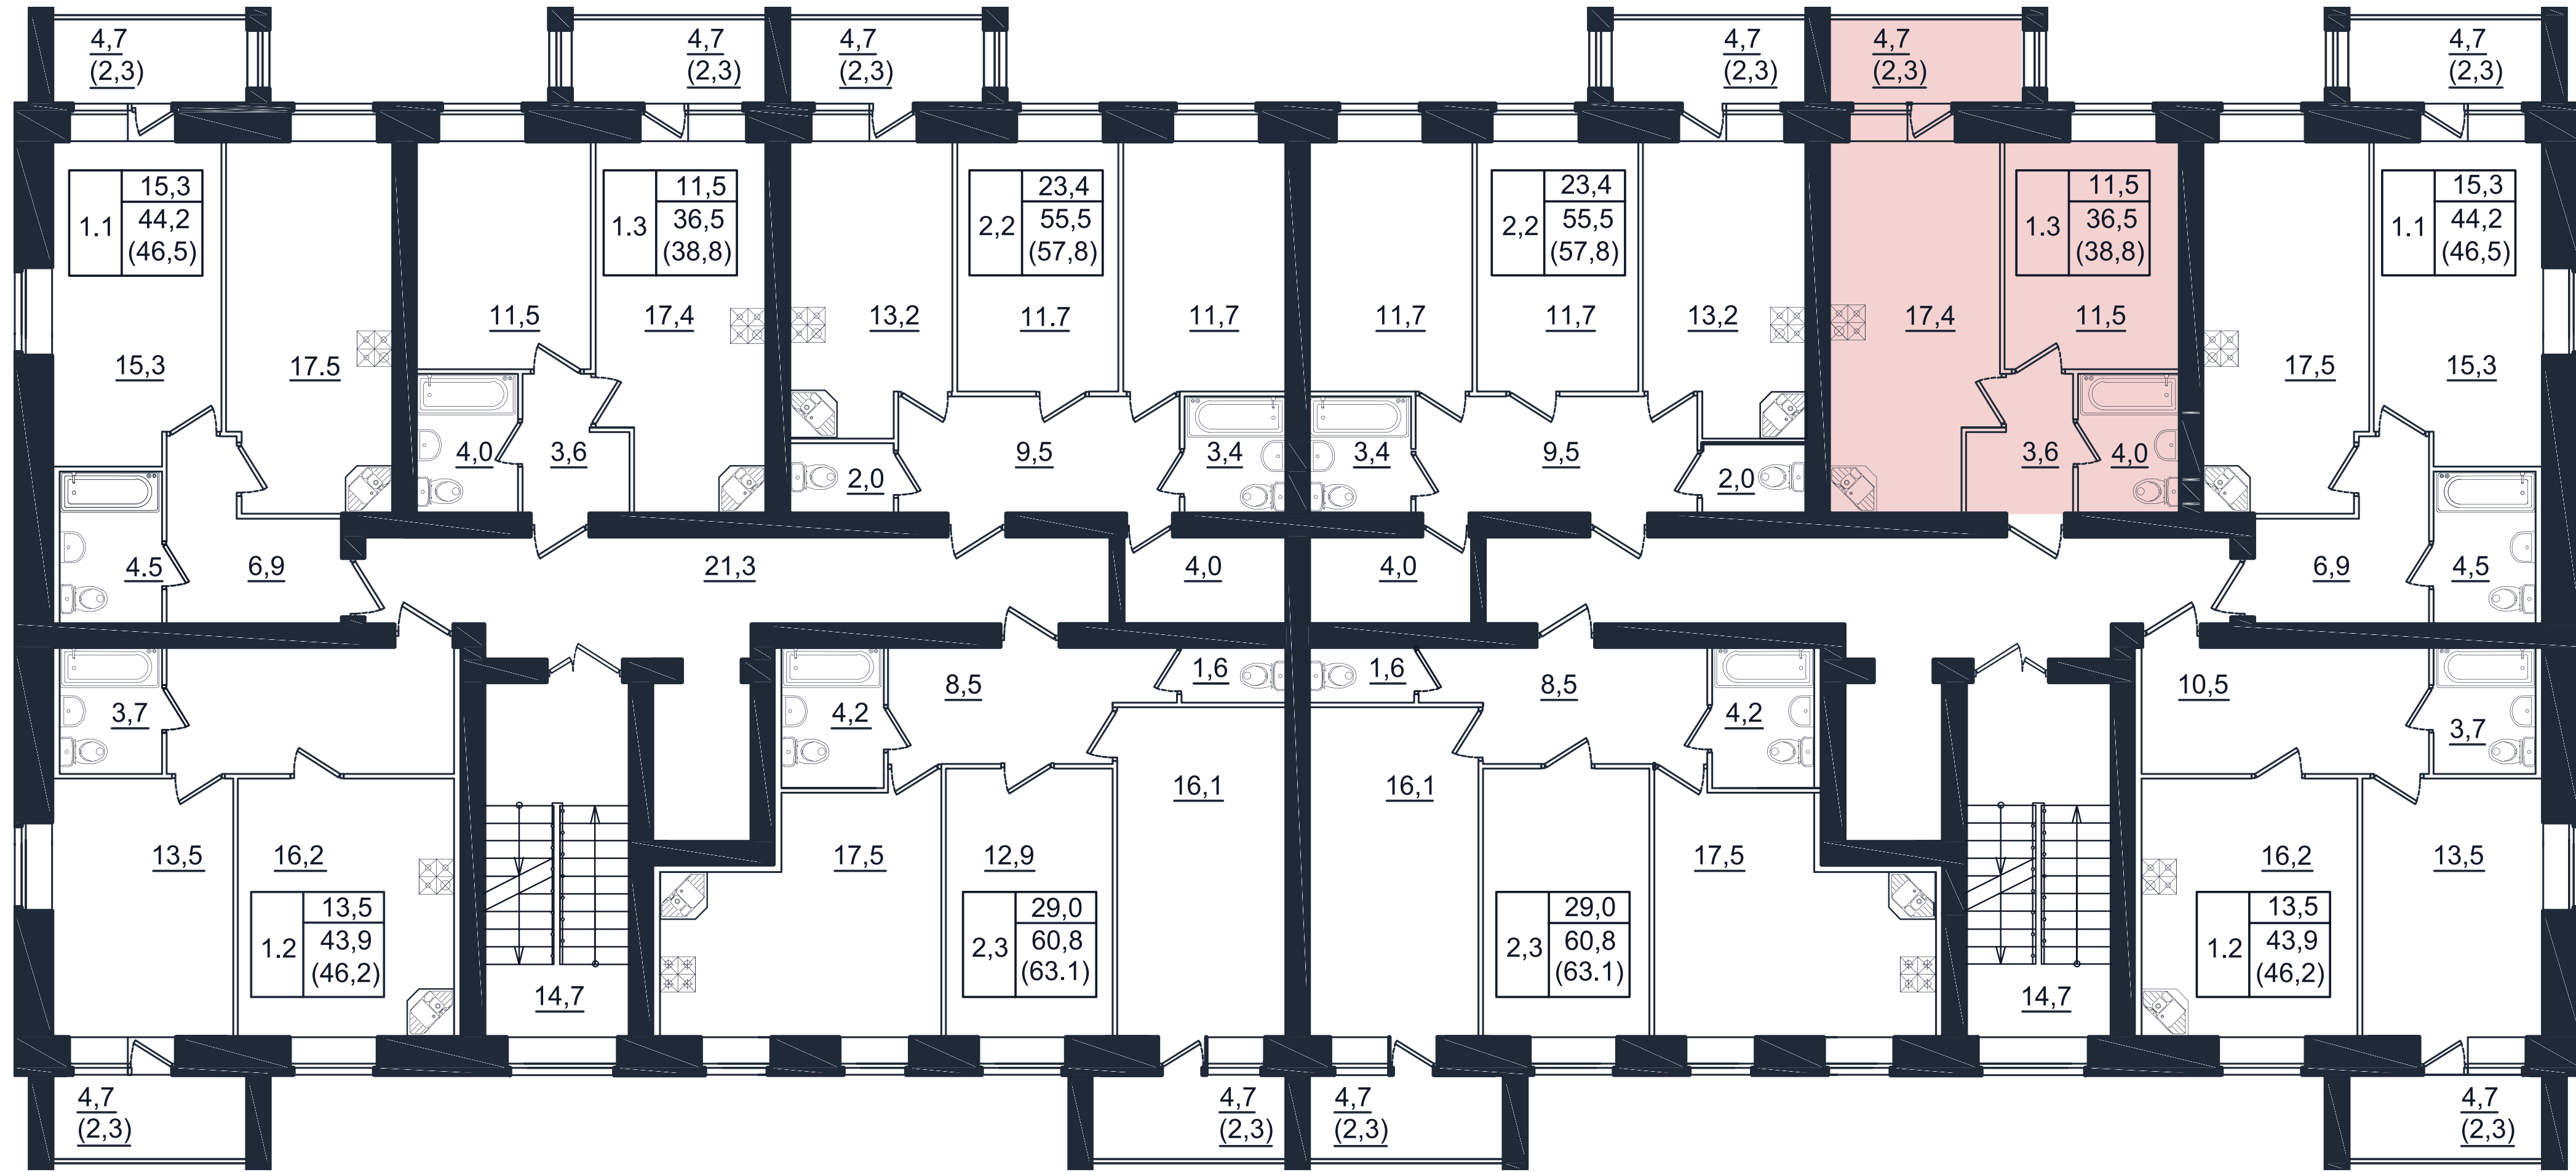 4,7 4,7 4,7 4,7 4,7 4,7
(2,3) (2,3) (2,3) (2,3) (2,3) (2,3)
15,3 11,5 23,4 23,4 11,5 15,3
1.1 44,2 1.3 36,5 2,2 55,5 2,2 55,5 1.3 36,5 1.1 44,2
(46,5) (38,8) (57,8) (57,8) (38,8) (46,5)
11,5 17,4 13,2 11.7 11,7 11,7 11,7 13,2 17,4 11,5
15,3 17.5 17,5 15,3
4,0 3,6 9,5 3,4 3,4 9,5 3,6 4,0
2,0 2,0
4.5 6,9 21,3 4,0 4,0 6,9 4,5
3,7 8,5 1,6 1,6 8,5 10,5
4,2 4,2 3,7
16,1 16,1
13,5 16,2 17,5 12,9 17,5 16,2 13,5
13,5 29,0 29,0 13,5
1.2 43,9 2,3 60,8 2,3 60,8 1.2 43,9
(46,2) (63.1) (63.1) (46,2)
14,7 14,7
4,7 4,7 4,7 4,7
(2,3) (2,3) (2,3) (2,3)